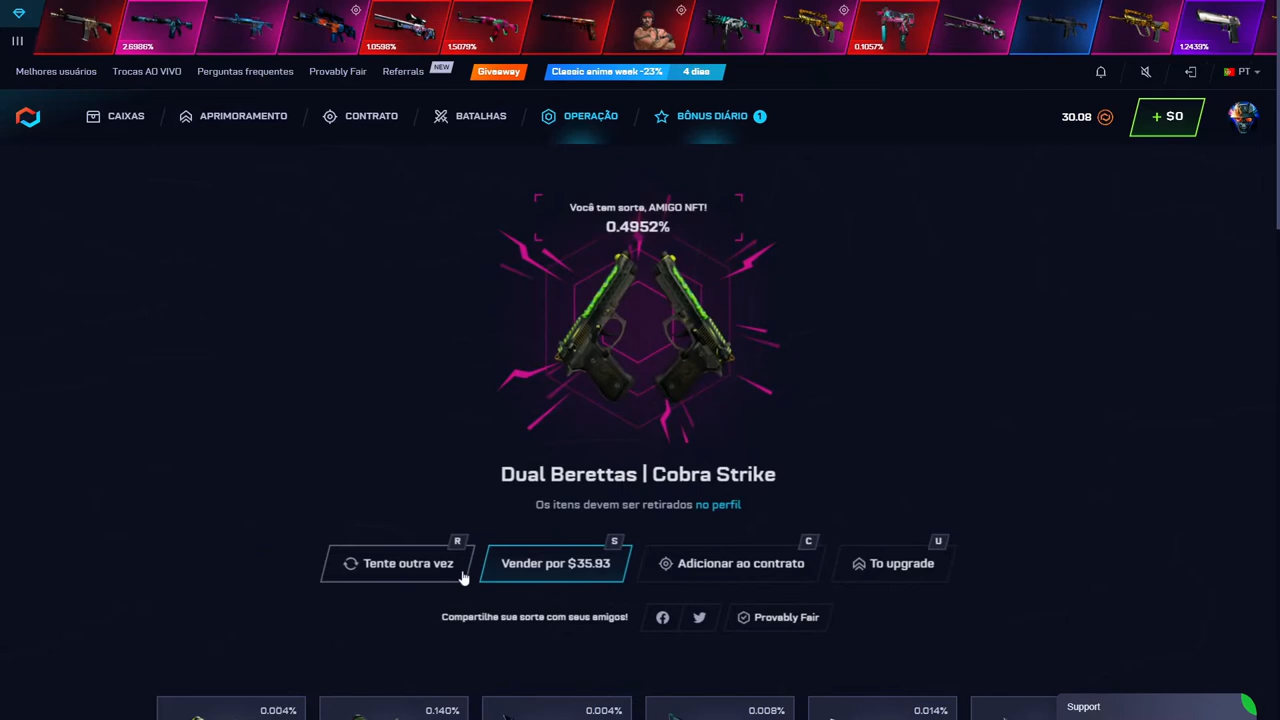 2.6986%
1.0598%
1.5079%
0.1057%
1.2439%
Melhores usuários
Trocas AO VIVO
Perguntas frequentes
Provably Fair
Referrals
NEW
Giveaway
Classic anime week -23%
4 dias
PT
CAIXAS
APRIMORAMENTO
CONTRATO
BATALHAS
OPERAÇÃO
BÔNUS DIÁRIO
1
30.08
+ $0
Você tem sorte, AMIGO NFT!
0.4952%
Dual Berettas | Cobra Strike
Os itens devem ser retirados no perfil
R
Tente outra vez
S
Vender por $35.93
C
Adicionar ao contrato
U
To upgrade
Compartilhe sua sorte com seus amigos!
Provably Fair
0.004%
0.140%
0.004%
0.008%
0.014%
Support